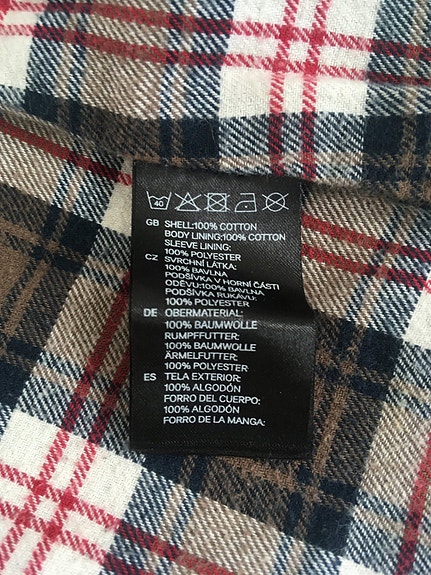 40
GB SHELL:100% COTTON
BODY LINING:100% COTTON
SLEEVE LINING:
100% POLYESTER
CZ SVRCHNÍ LÁTKA:
100% BAVLNA
PODŠÍVKA V HORNÍ ČÁSTI
ODĚVU:100% BAVLNA
PODŠÍVKA RUKÁVU:
100% POLYESTER
DE OBERMATERIAL:
100% BAUMWOLLE
RUMPFFUTTER:
100% BAUMWOLLE
ÄRMELFUTTER:
100% POLYESTER
ES TELA EXTERIOR:
100% ALGODÓN
FORRO DEL CUERPO:
100% ALGODÓN
FORRO DE LA MANGA: